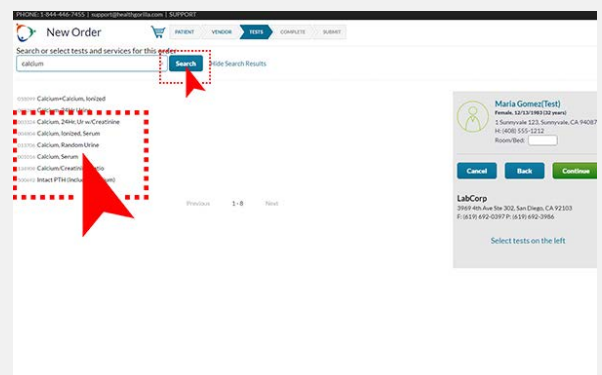 PHONE: 1-844-446-7455 | support@healthgorilla.com | SUPPORT
New Order
PATIENT VENDOR TESTS COMPLETE SUBMIT
Search or select tests and services for this order
calcium Search Hide Search Results
Calcium+Calcium, Ionized
Calcium, 24Hr Urine
Calcium, 24Hr, Ur w/Creatinine
Calcium, Ionized, Serum
Calcium, Random Urine
Calcium, Serum
Calcium/Creatinine Ratio
Intact PTH (Includes Calcium)
Previous 1-8 Next
Maria Gomez(Test)
Female, 12/13/1983 (32 years)
1 Sunnyvale 123, Sunnyvale, CA 94087
H: (408) 555-1212
Room/Bed:
Cancel Back Continue
LabCorp
3969 4th Ave Ste 302, San Diego, CA 92103
F: (619) 692-0397 P: (619) 692-3986
Select tests on the left